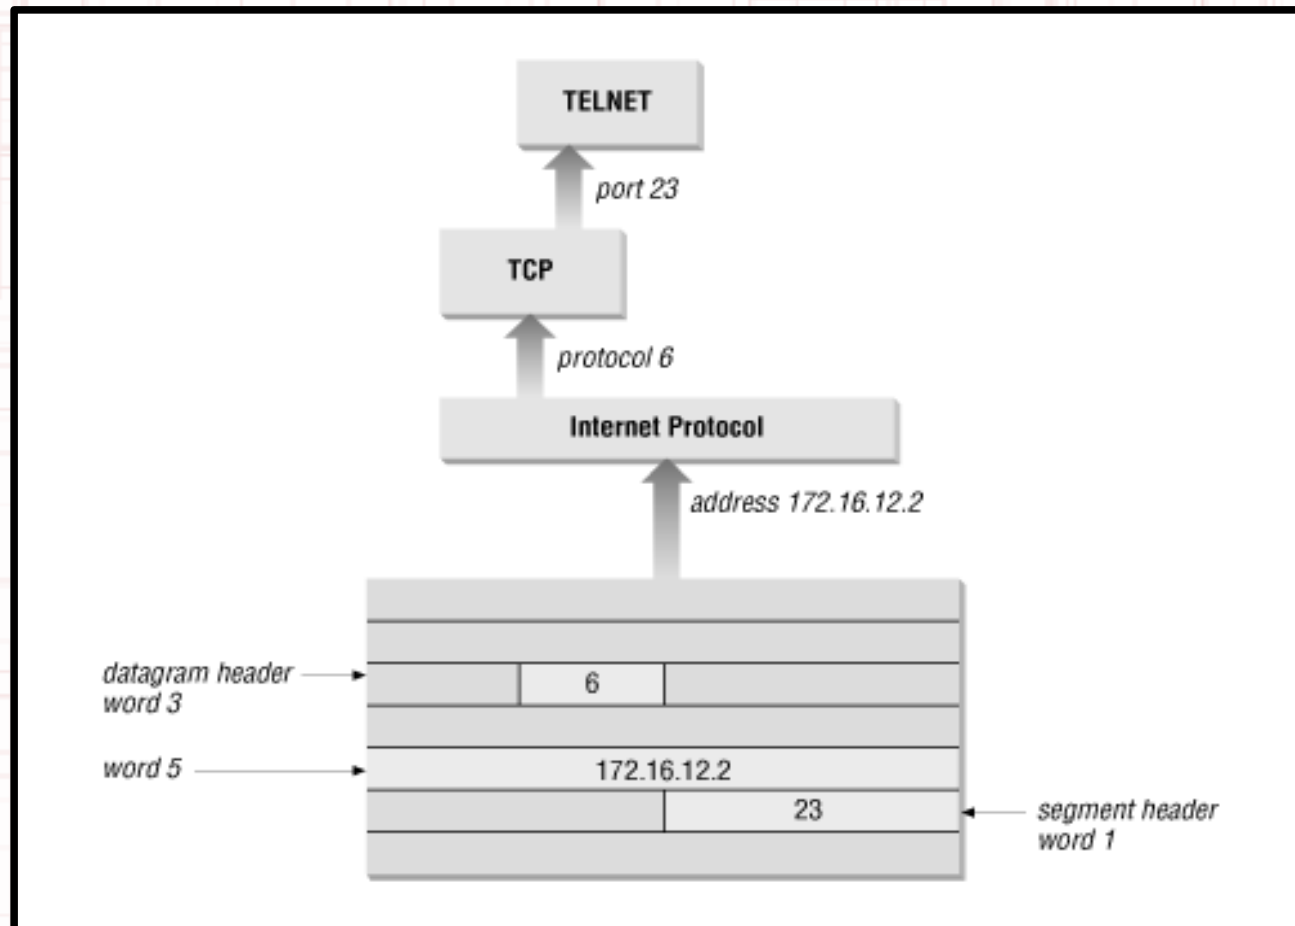 TELNET
port 23
TCP
protocol 6
Internet Protocol
address 172.16.12.2
datagram header
word 3
6
word 5
172.16.12.2
23
segment header
word 1